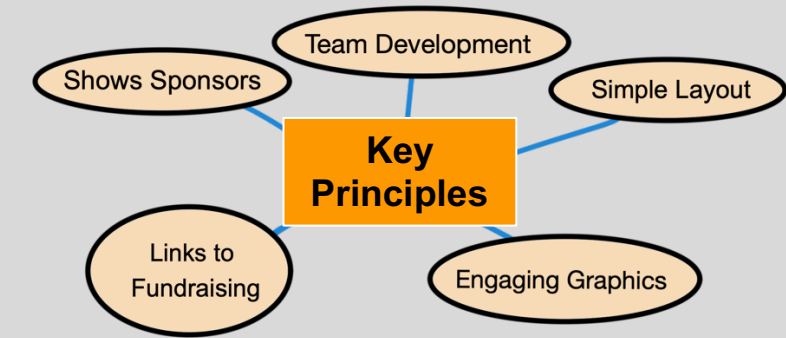 Team Development
Shows Sponsors
Simple Layout
Key
Principles
Links to
Fundraising
Engaging Graphics